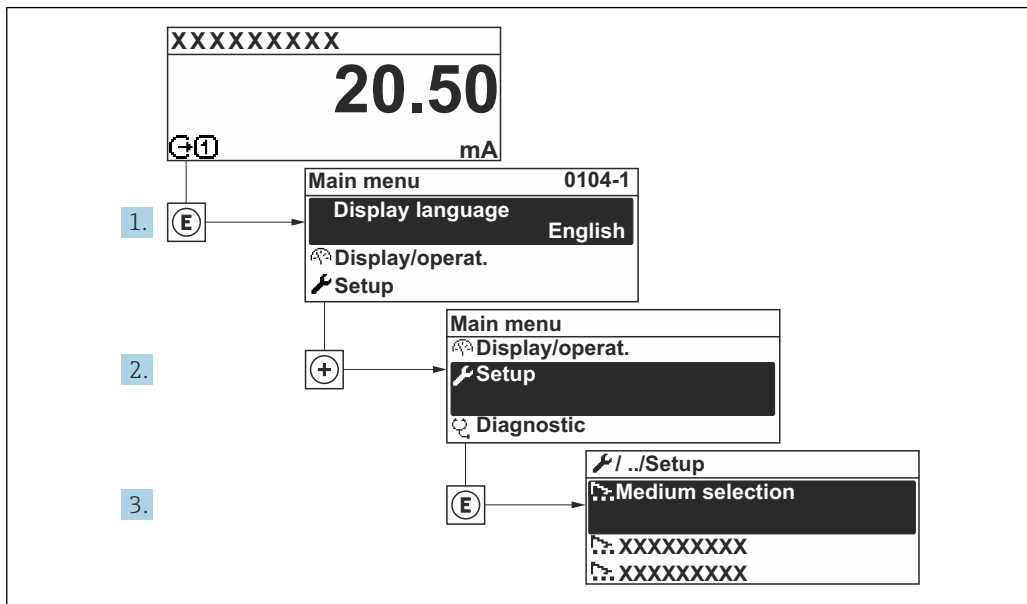 XXXXXXXXX
20.50
mA
1
Main menu 0104-1
Display language
English
Display/operat.
Setup
1. E
Main menu
Display/operat.
Setup
Diagnostic
2. +
/ ../Setup
Medium selection
XXXXXXXXX
XXXXXXXXX
3. E